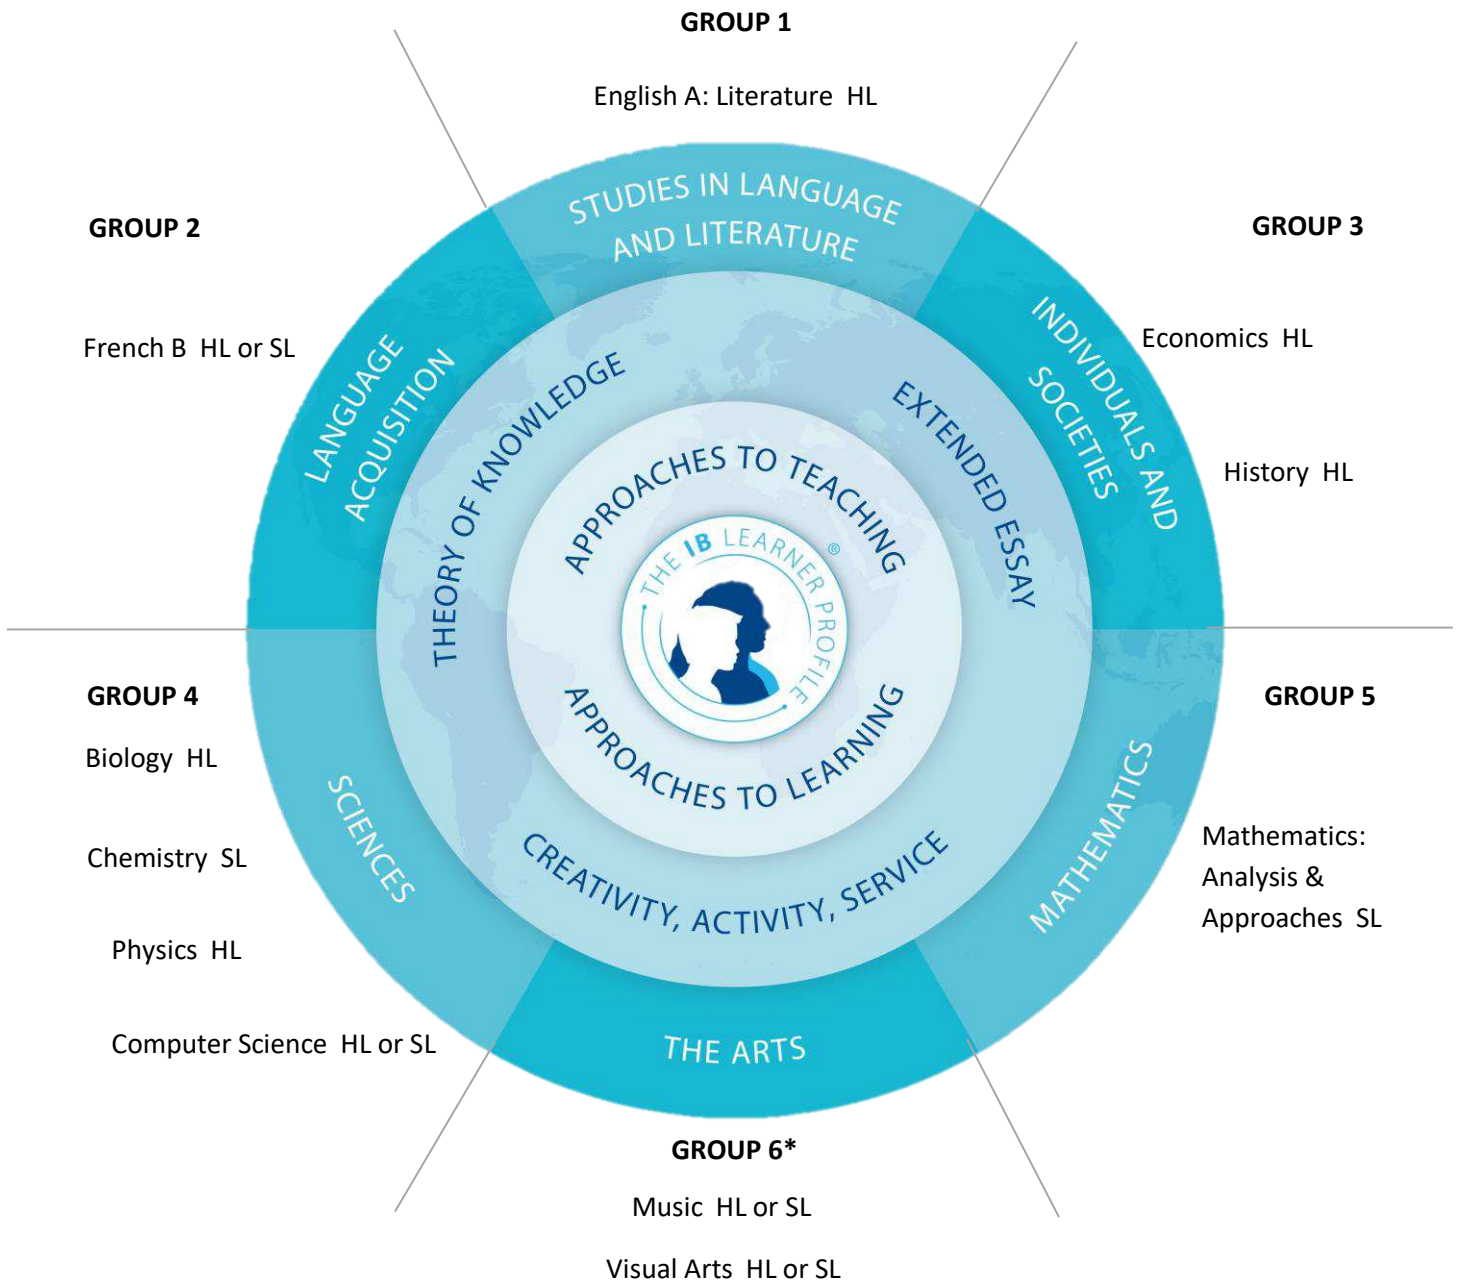 GROUP 1
English A: Literature HL
STUDIES IN LANGUAGE
AND LITERATURE
GROUP 2
French B HL or SL
LANGUAGE
ACQUISITION
GROUP 3
Economics HL
History HL
INDIVIDUALS AND
SOCIETIES
THEORY OF KNOWLEDGE
EXTENDED ESSAY
APPROACHES TO TEACHING
THE IB LEARNER PROFILE ®
APPROACHES TO LEARNING
CREATIVITY, ACTIVITY, SERVICE
GROUP 4
Biology HL
Chemistry SL
Physics HL
Computer Science HL or SL
SCIENCES
GROUP 5
Mathematics:
Analysis &
Approaches SL
MATHEMATICS
THE ARTS
GROUP 6*
Music HL or SL
Visual Arts HL or SL